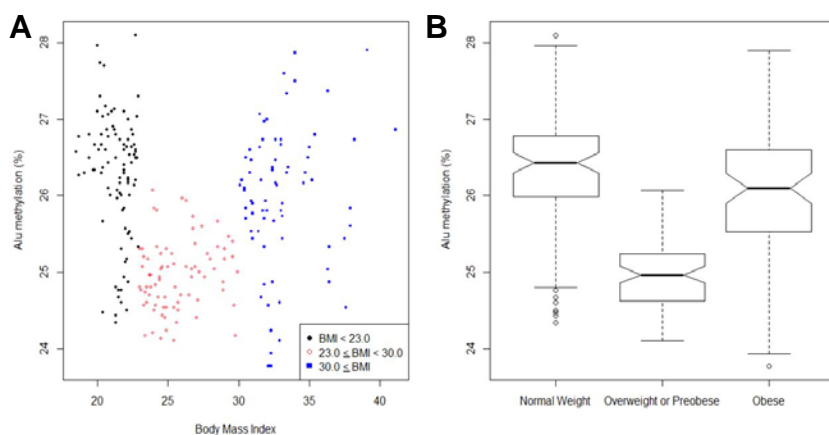 A
28
27
26
25
24
Alu methylation (%)
20 25 30 35 40
Body Mass Index
BMI < 23.0
23.0 ≤ BMI < 30.0
30.0 ≤ BMI
B
28
27
26
25
24
Alu methylation (%)
Normal Weight Overweight or Preobese Obese